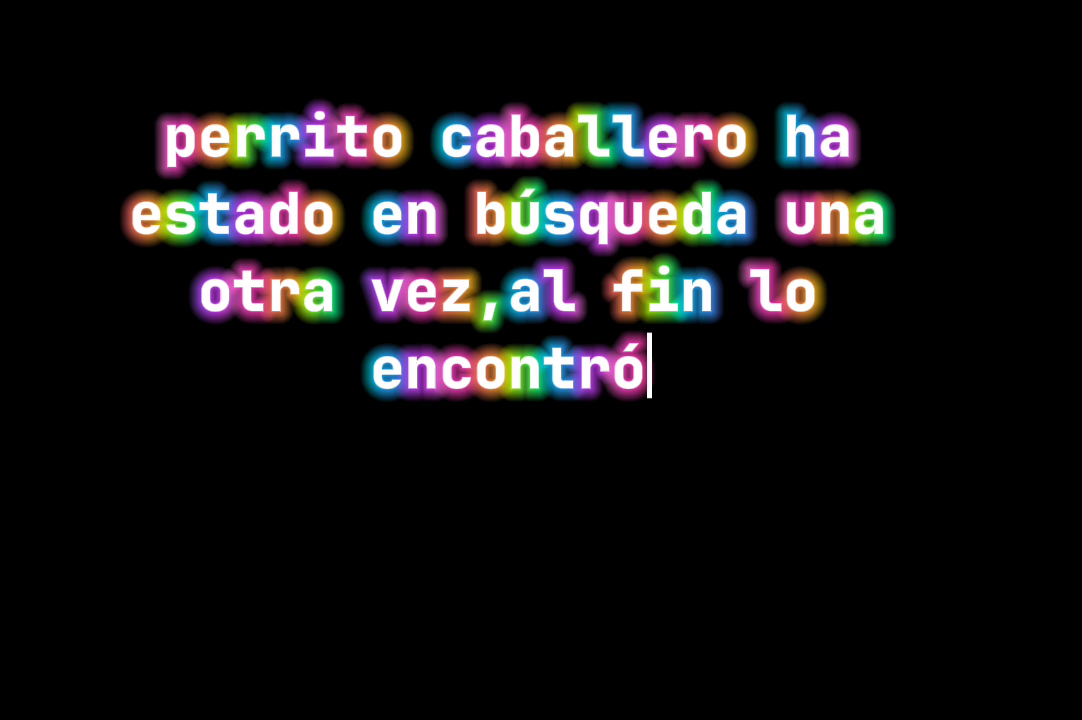 perrito caballero ha
estado en búsqueda una
otra vez,al fin lo
encontró